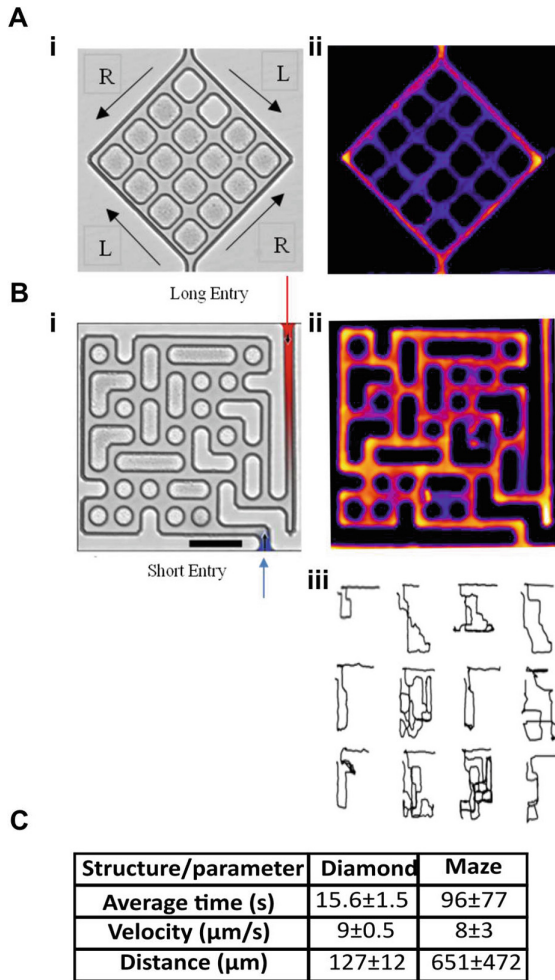 A
i
ii
R
L
L
R
B
Long Entry
i
ii
Short Entry
iii
C
Structure/parameter Diamond Maze
Average time (s) 15.6±1.5 96±77
Velocity (µm/s) 9±0.5 8±3
Distance (µm) 127±12 651±472